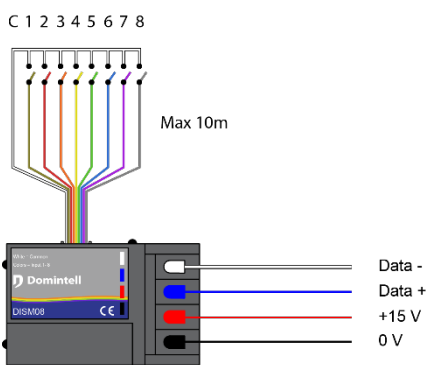 C 1 2 3 4 5 6 7 8
Max 10m
Domintell
DISM08 CE
Data -
Data +
+15 V
0 V